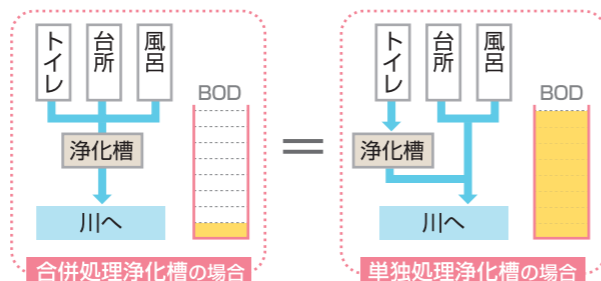 トイレ
台所
風呂
BOD
浄化槽
川へ
合併処理浄化槽の場合
＝
トイレ
台所
風呂
BOD
浄化槽
川へ
単独処理浄化槽の場合